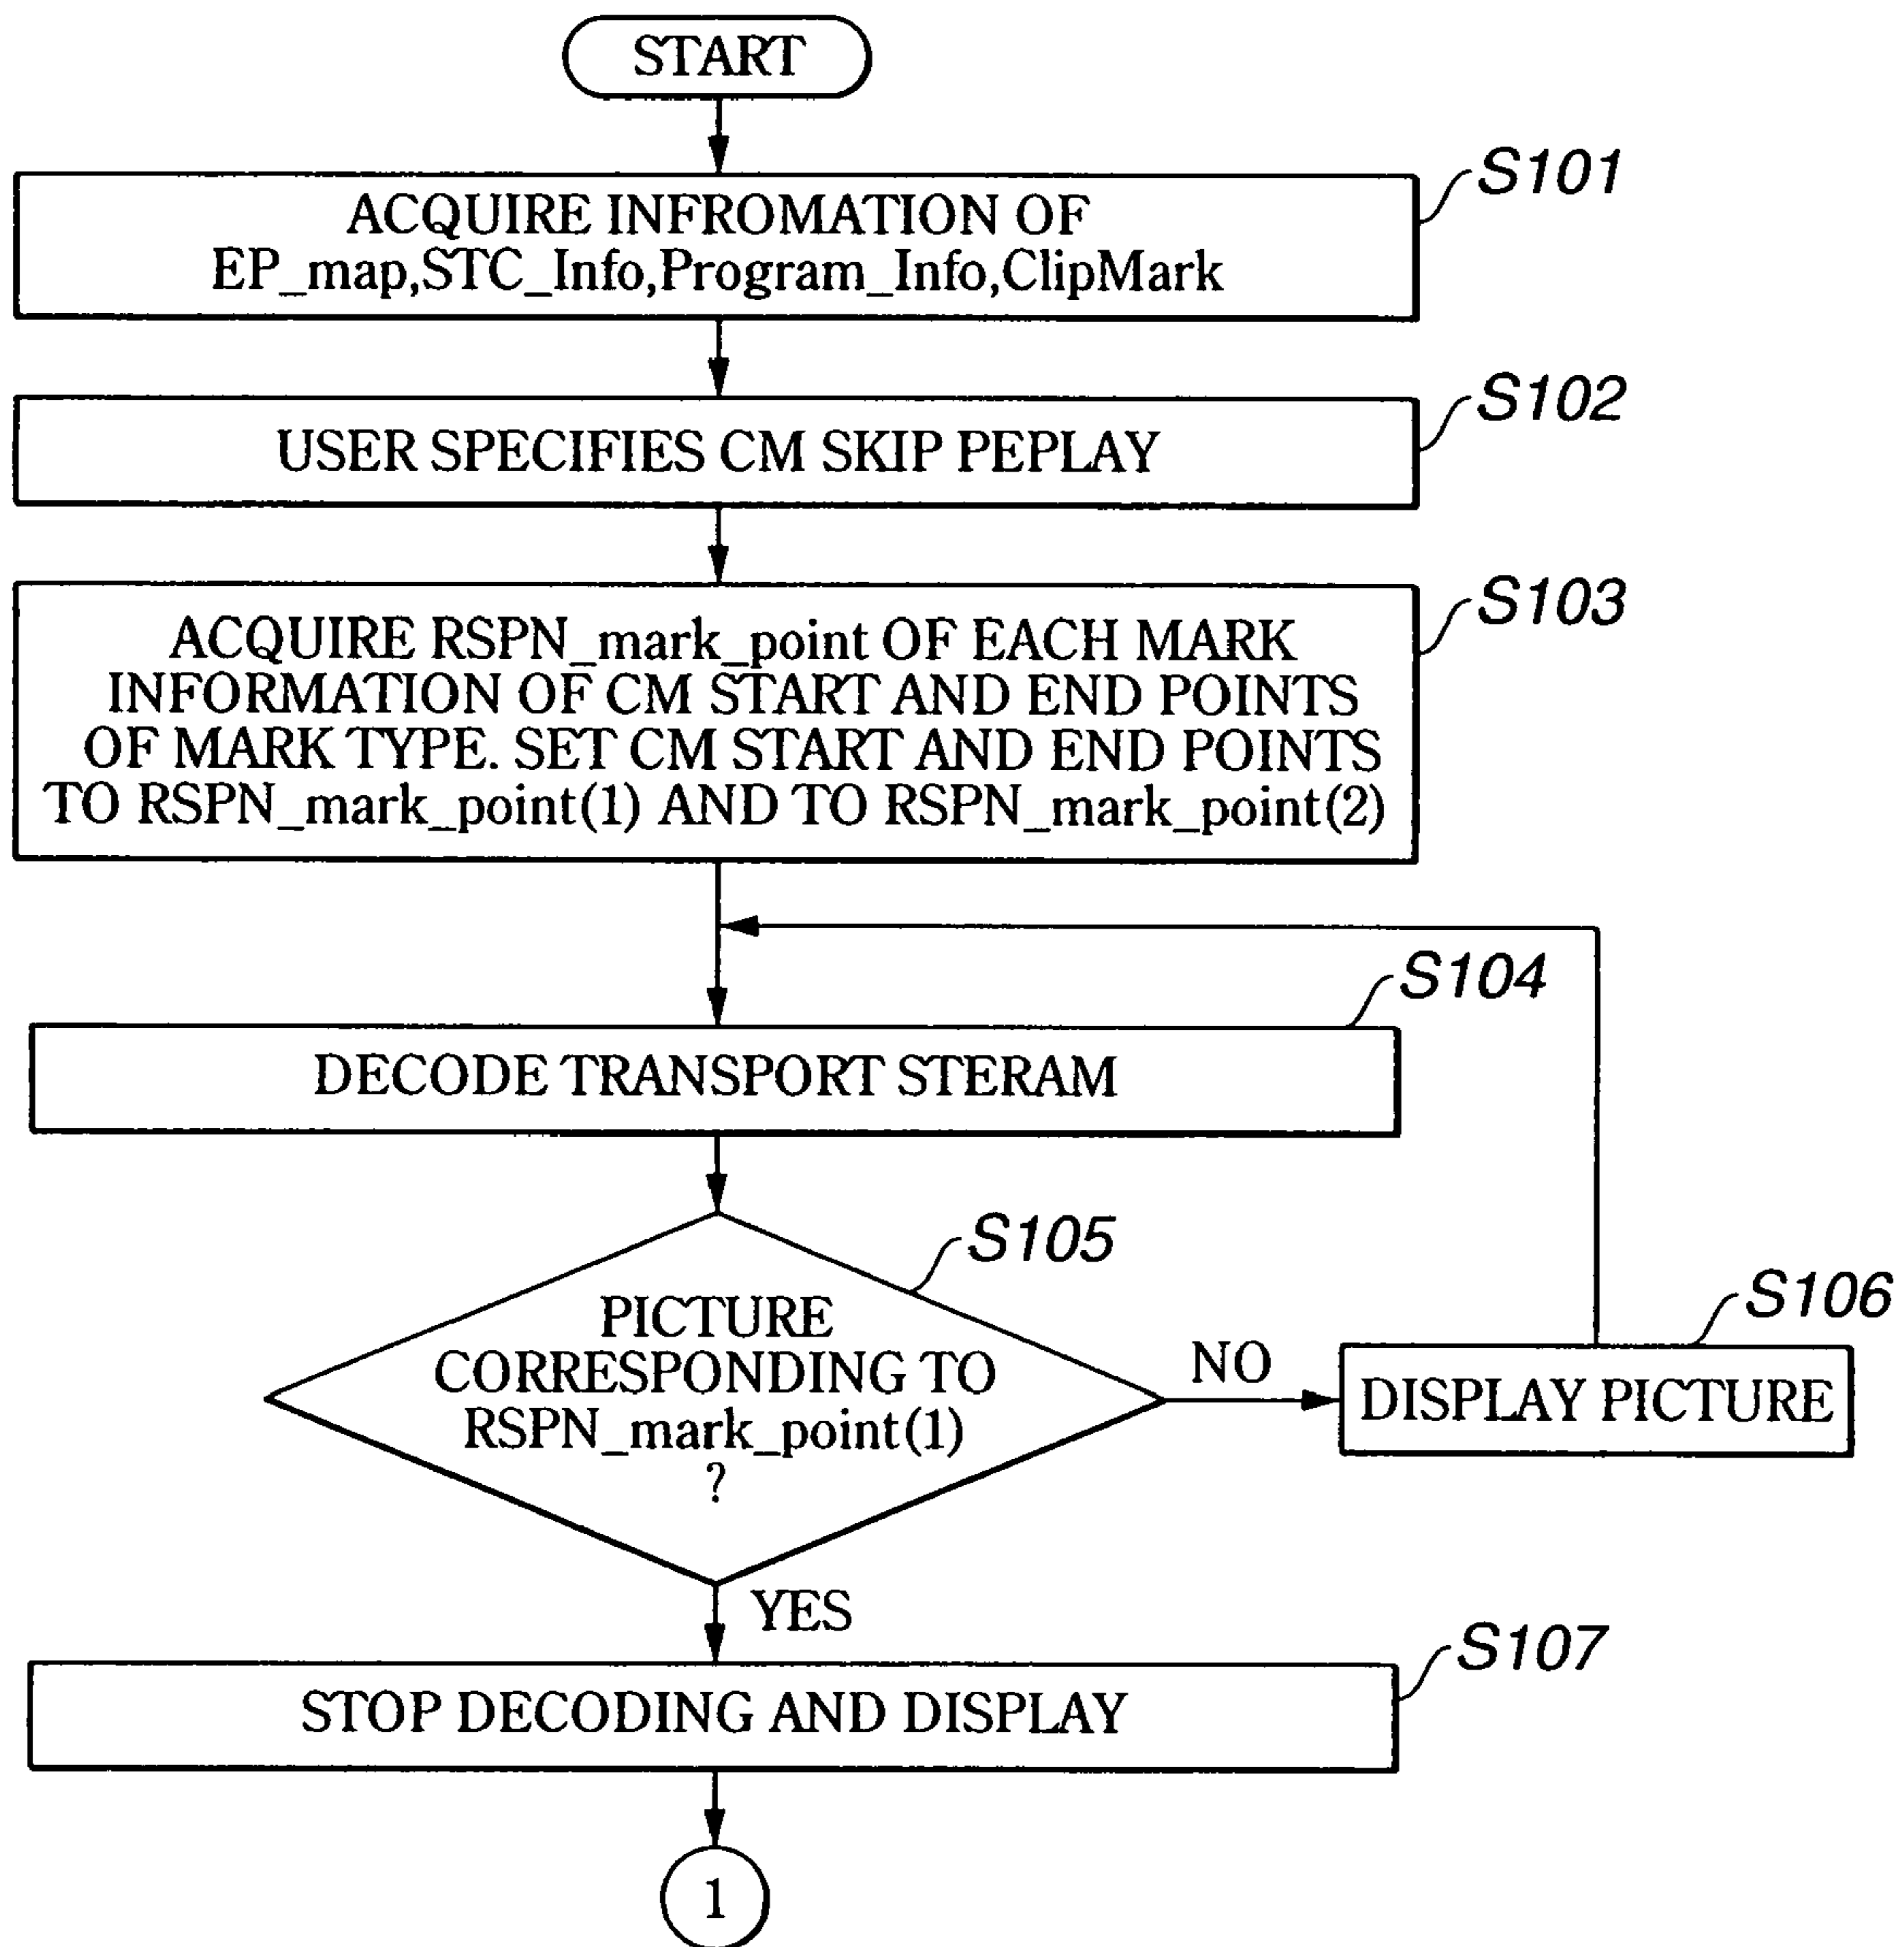 START
S101
ACQUIRE INFROMATION OF
EP_map,STC_Info,Program_Info,ClipMark
S102
USER SPECIFIES CM SKIP PEPLAY
S103
ACQUIRE RSPN_mark_point OF EACH MARK
INFORMATION OF CM START AND END POINTS
OF MARK TYPE. SET CM START AND END POINTS
TO RSPN_mark_point(1) AND TO RSPN_mark_point(2)
S104
DECODE TRANSPORT STERAM
S105
PICTURE
CORRESPONDING TO
RSPN_mark_point(1)
?
NO
S106
DISPLAY PICTURE
YES
S107
STOP DECODING AND DISPLAY
1